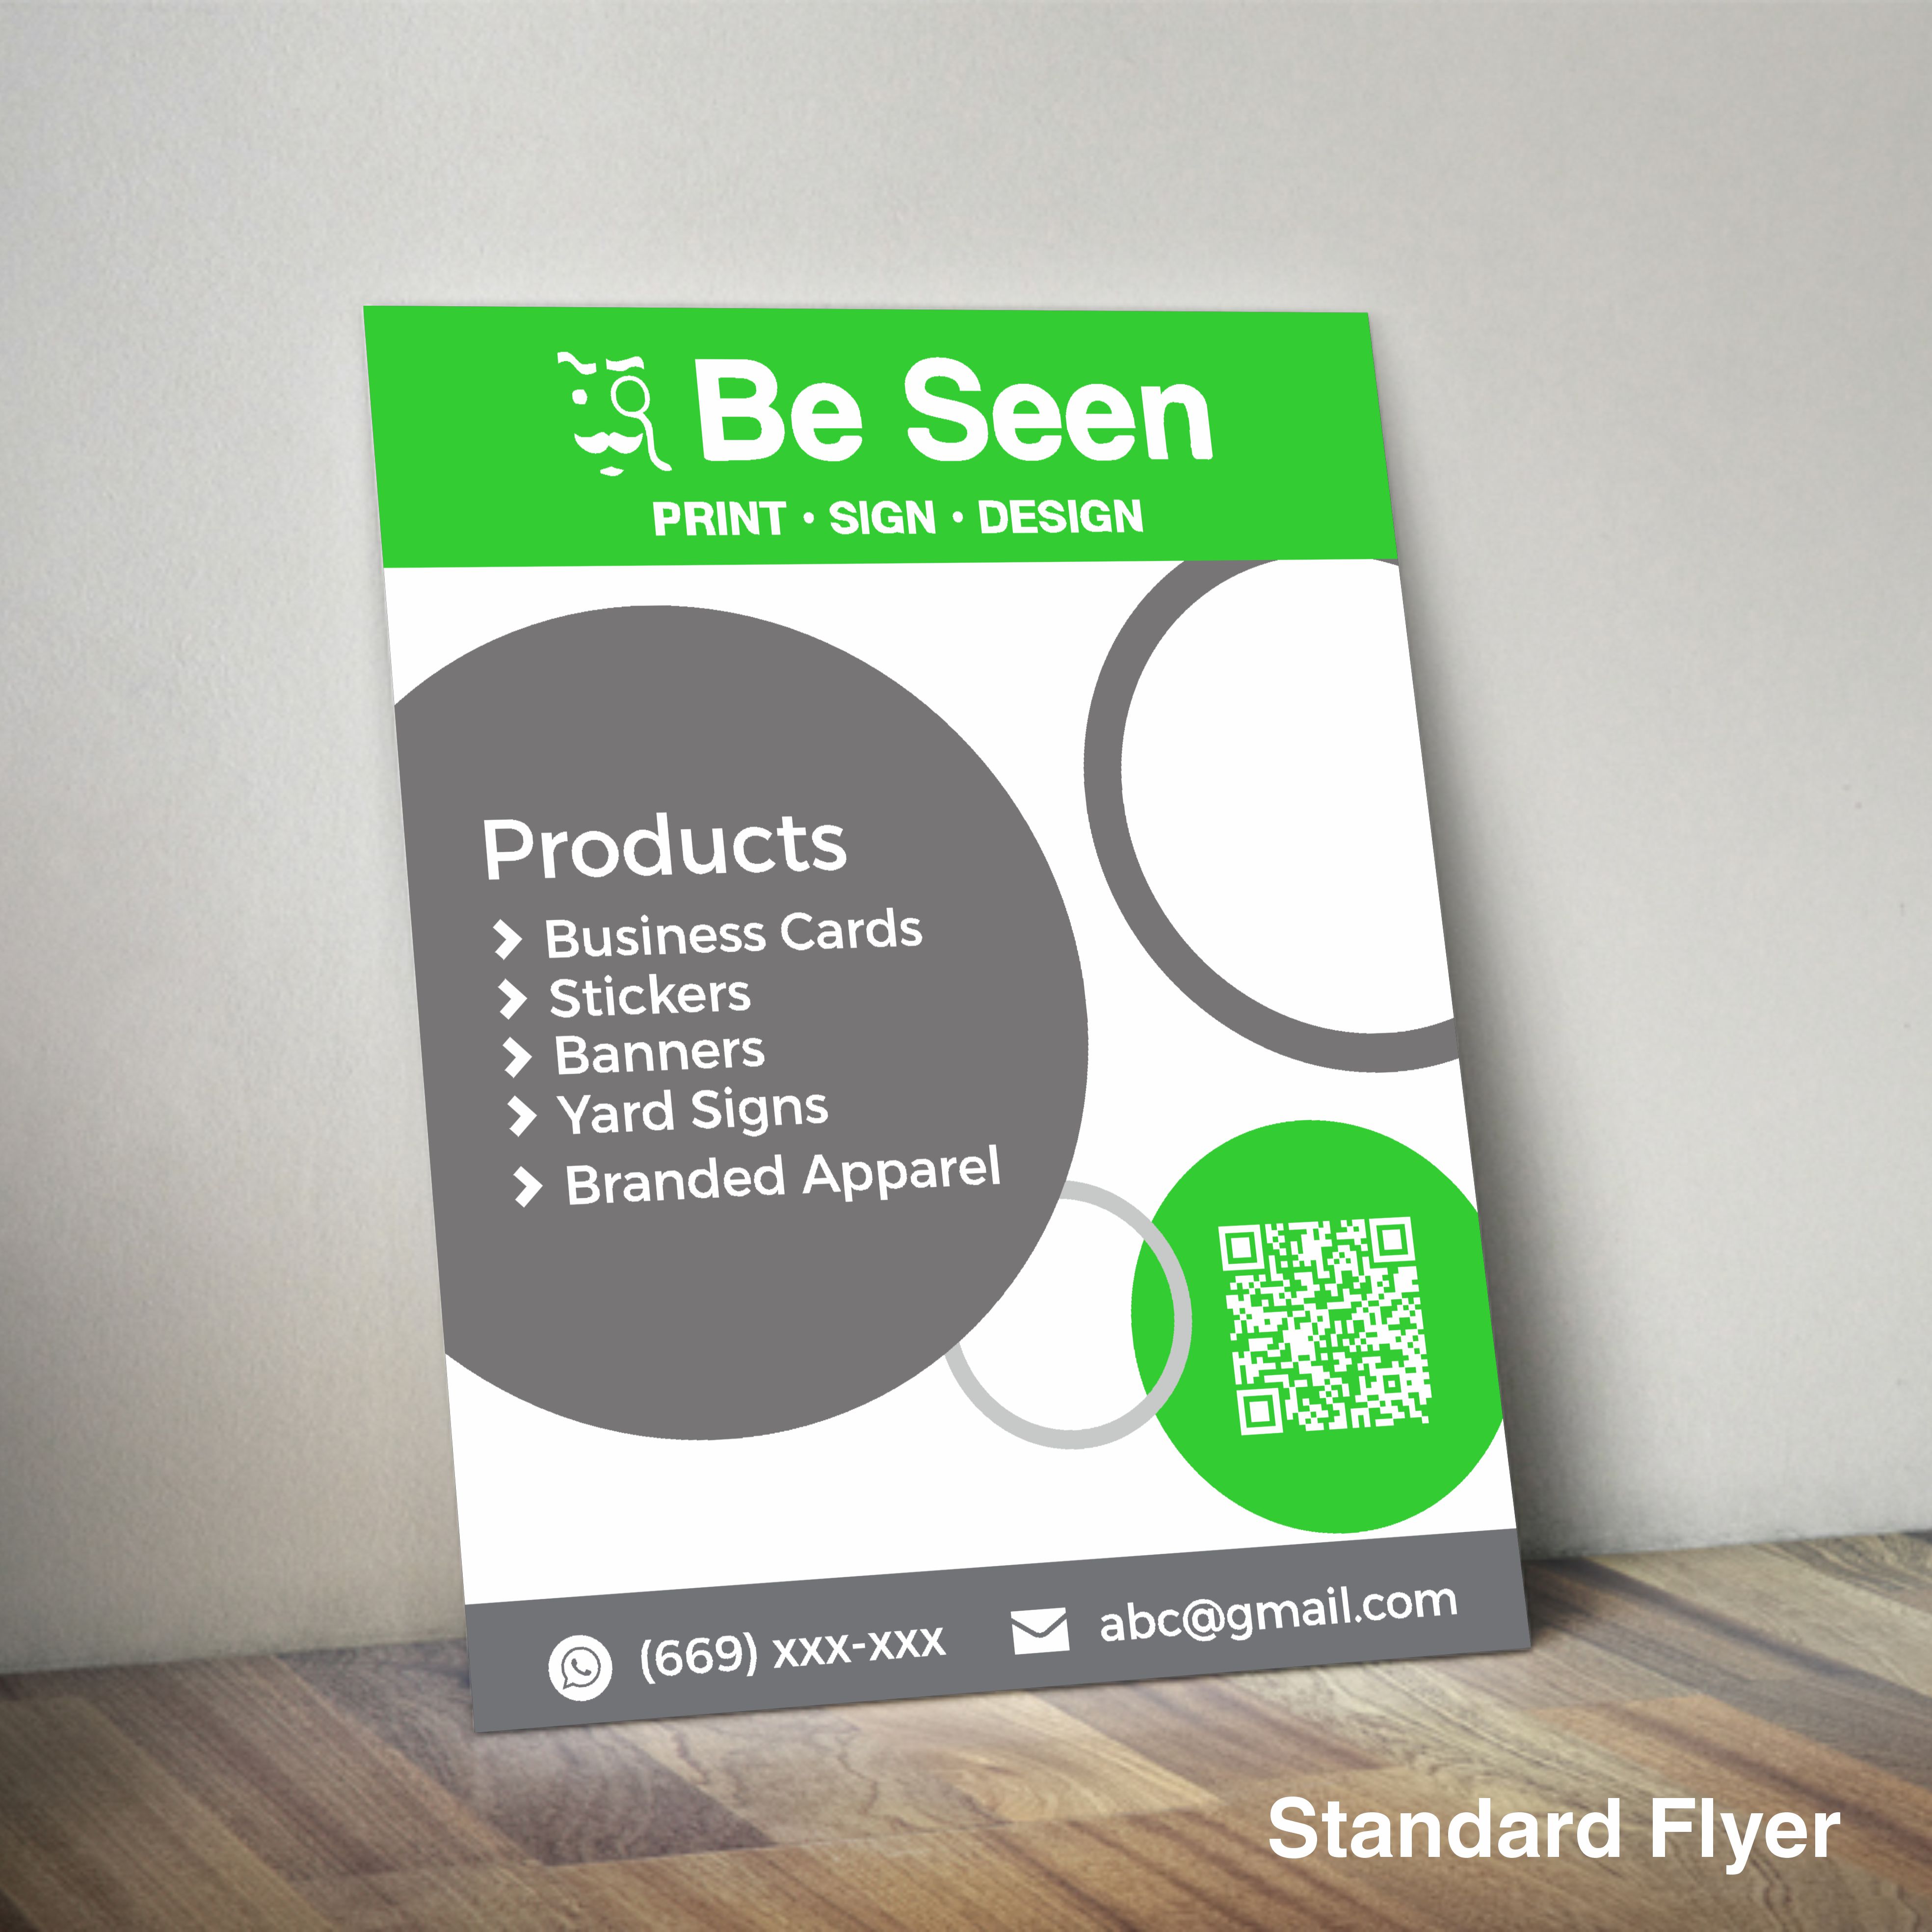 Be Seen
PRINT • SIGN • DESIGN
Products
Business Cards
Stickers
Banners
Yard Signs
Branded Apparel
(669) xxx-xxx
abc@gmail.com
Standard Flyer